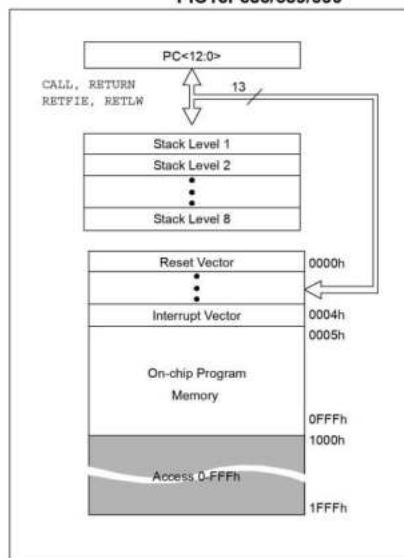 PC<12:0>
CALL, RETURN
RETFIE, RETLW
13
Stack Level 1
Stack Level 2
Stack Level 8
Reset Vector
0000h
Interrupt Vector
0004h
0005h
On-chip Program
Memory
0FFFh
1000h
Access 0-FFFh
1FFFh